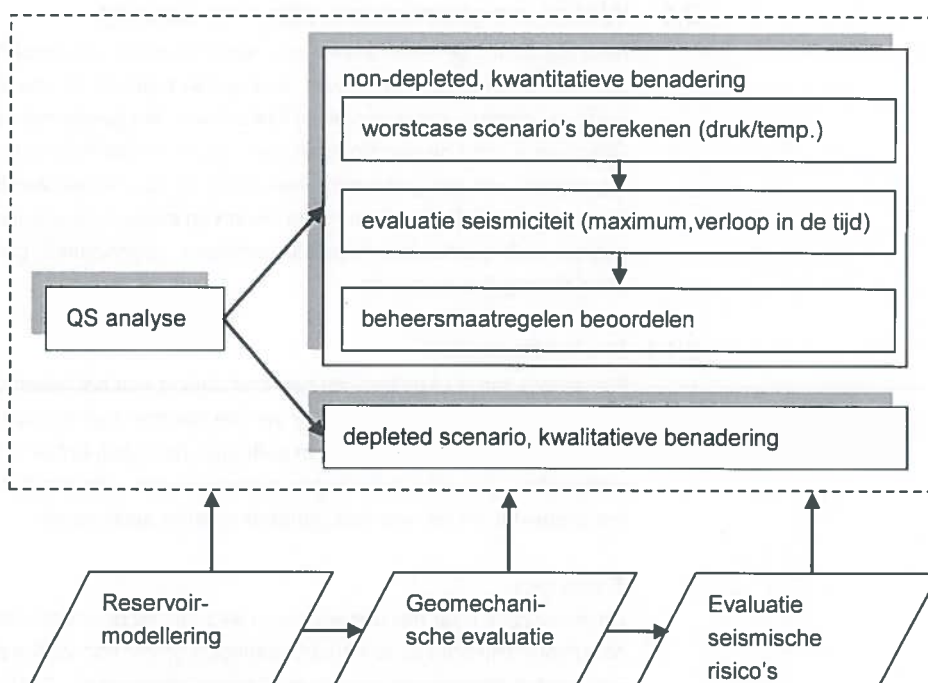 non-depleted, kwantitatieve benadering
worstcase scenario's berekenen (druk/temp.)
evaluatie seismiciteit (maximum,verloop in de tijd)
QS analyse
beheersmaatregelen beoordelen
depleted scenario, kwalitatieve benadering
Reservoir-
modellering
Geomechani-
sche evaluatie
Evaluatie
seismische
risico's